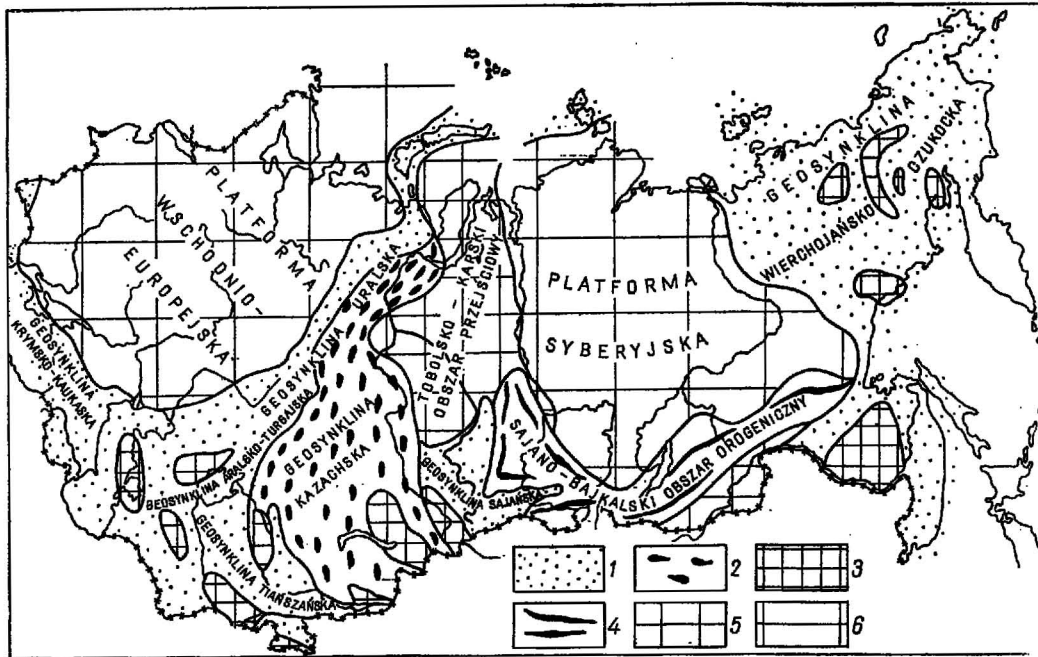 PLATFORMA
WSCHODNIO-
EUROPEJSKA
GEOSYNKLINA
KRYMSKO KAUKASKA
GEOSYNKLINA URALSKA
GEOSYNKLINA ARALSKO-TURGAJSKA
GEOSYNKLINA
KAZACHSKA
GEOSYNKLINA TIAŃSZAŃSKA
TOBOLSKO-KARSKI
OBSZAR PRZEJŚCIOWY
GEOSYNKLINA SAJAŃSKA
PLATFORMA
SYBERYJSKA
SAJANO BAJKALSKI OBSZAR OROGENICZNY
GEOSYNKLINA
WIERCHOJAŃSKO CZUKOCKA
1 2 3
4 5 6